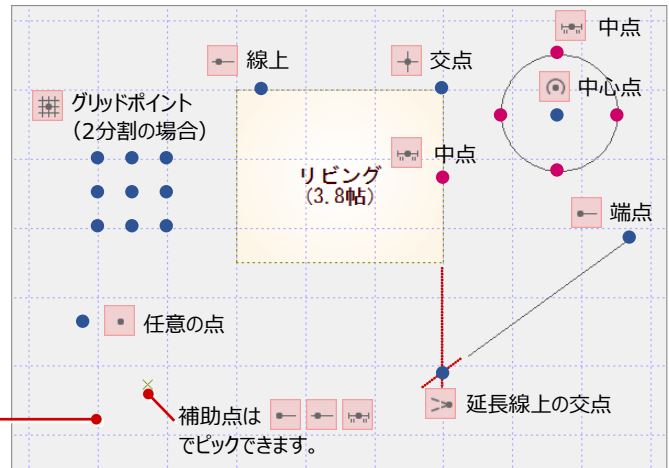 中点
線上
交点
中心点
グリッドポイント
（2分割の場合）
中点
リビング
(3.8帖)
端点
任意の点
延長線上の交点
補助点は
でピックできます。